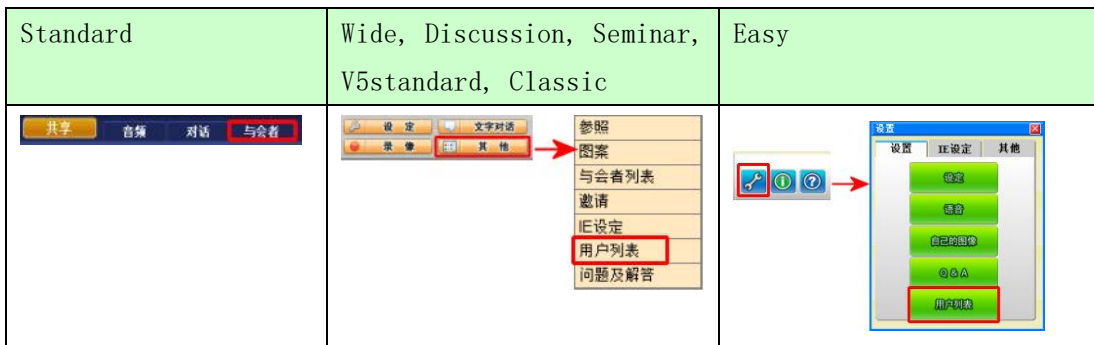 Standard
Wide, Discussion, Seminar,
V5standard, Classic
Easy
共享 音频 对话 与会者
设 定 文字对话
录 像 其 他
参照
图案
与会者列表
邀请
IE设定
用户列表
问题及解答
设置
设置 IE设定 其他
设定
语音
自己的图像
Q & A
用户列表